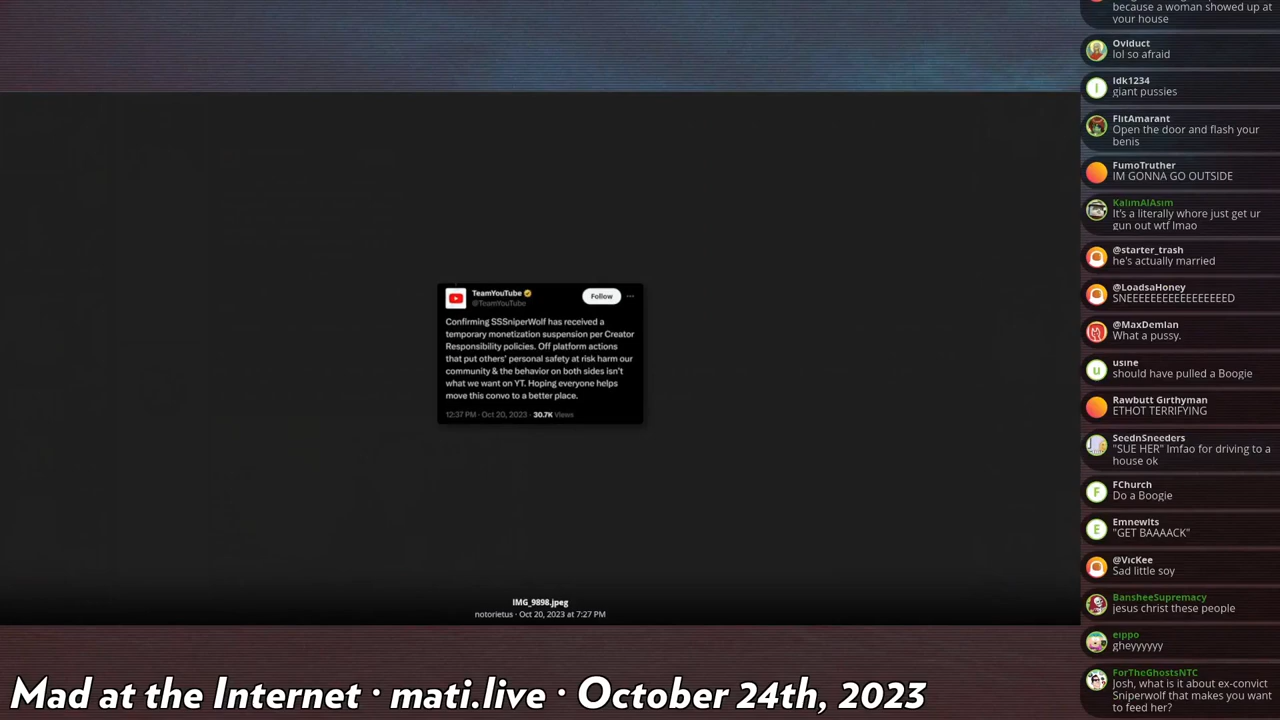 because a woman showed up at
your house
Oviduct
lol so afraid
Idk1234
giant pussies
FlitAmarant
Open the door and flash your
benis
FumoTruther
IM GONNA GO OUTSIDE
KalimAlAsim
It's a literally whore just get ur
gun out wtf lmao
@starter_trash
he's actually married
@LoadsaHoney
SNEEEEEEEEEEEEEEED
@MaxDemian
What a pussy.
usine
should have pulled a Boogie
Rawbutt Girthyman
ETHOT TERRIFYING
SeednSneeders
"SUE HER" lmfao for driving to a
house ok
FChurch
Do a Boogie
Emnewlts
"GET BAAAACK"
@VicKee
Sad little soy
BansheeSupremacy
jesus christ these people
eippo
gheyyyyyy
ForTheGhostsNTC
Josh, what is it about ex-convict
Sniperwolf that makes you want
to feed her?
TeamYouTube
@TeamYouTube
Follow
Confirming SSSniperWolf has received a
temporary monetization suspension per Creator
Responsibility policies. Off platform actions
that put others' personal safety at risk harm our
community & the behavior on both sides isn't
what we want on YT. Hoping everyone helps
move this convo to a better place.
12:37 PM · Oct 20, 2023 · 30.7K Views
IMG_9898.jpeg
notorietus · Oct 20, 2023 at 7:27 PM
Mad at the Internet · mati.live · October 24th, 2023